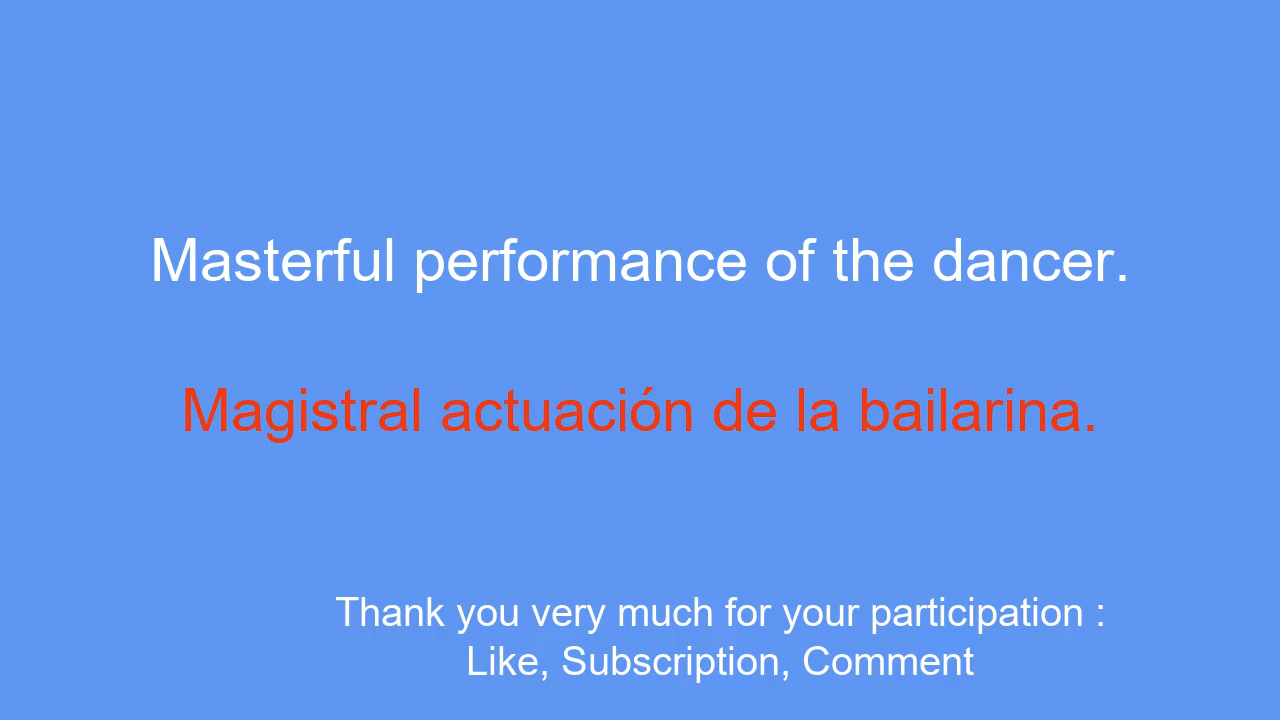 Masterful performance of the dancer.
Magistral actuación de la bailarina.
Thank you very much for your participation :
Like, Subscription, Comment